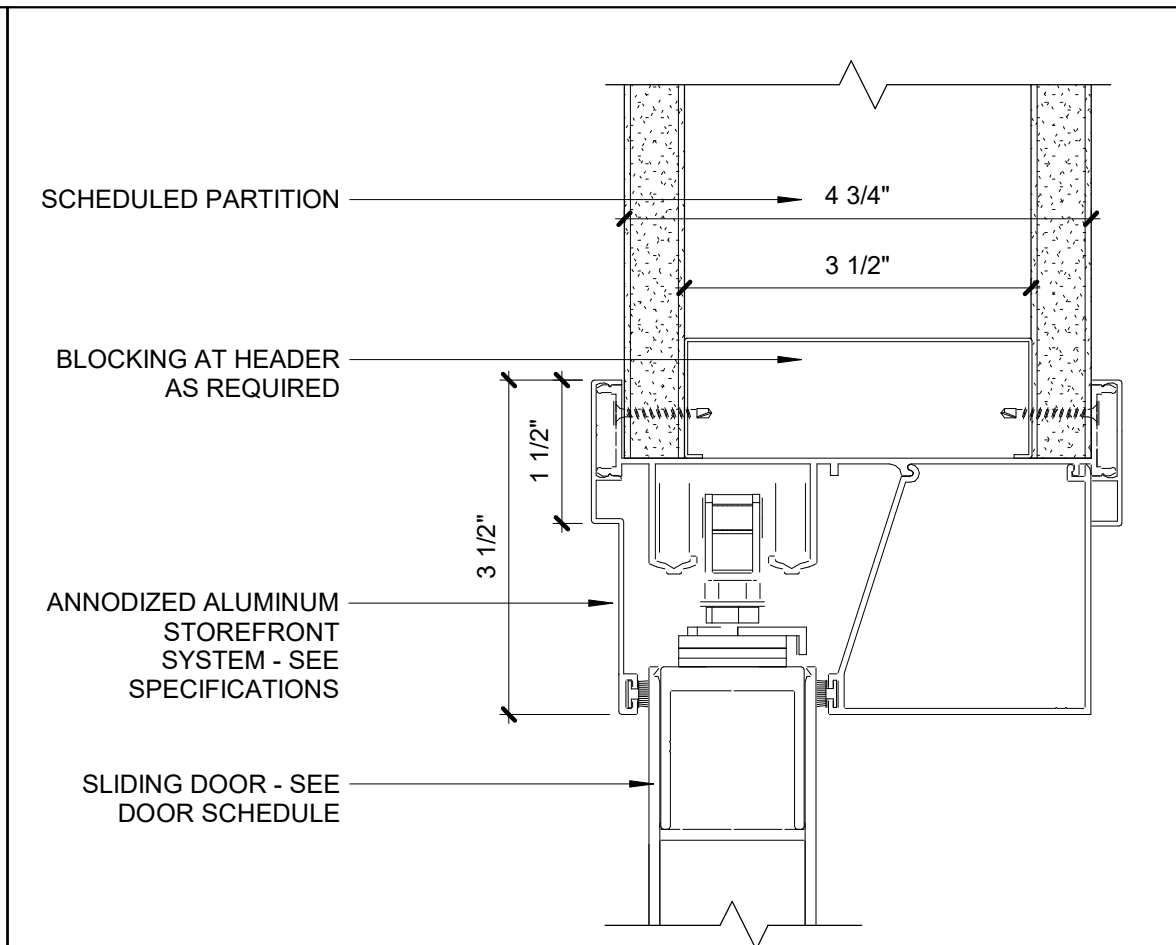 SCHEDULED PARTITION
4 3/4"
3 1/2"
BLOCKING AT HEADER
AS REQUIRED
1 1/2"
3 1/2"
ANNODIZED ALUMINUM
STOREFRONT
SYSTEM - SEE
SPECIFICATIONS
SLIDING DOOR - SEE
DOOR SCHEDULE